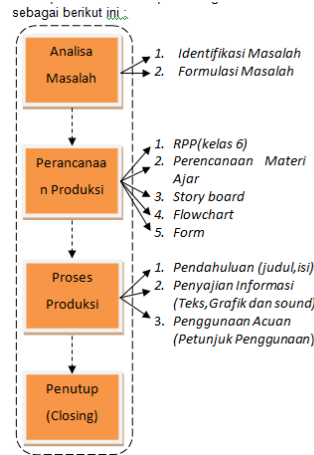 sebagai berikut ini :
Analisa
Masalah
1. Identifikasi Masalah
2. Formulasi Masalah
Perancanaa
n Produksi
1. RPP(kelas 6)
2. Perencanaan Materi
Ajar
3. Story board
4. Flowchart
5. Form
Proses
Produksi
1. Pendahuluan (judul,isi)
2. Penyajian Informasi
(Teks,Grafik dan sound)
3. Penggunaan Acuan
(Petunjuk Penggunaan)
Penutup
(Closing)